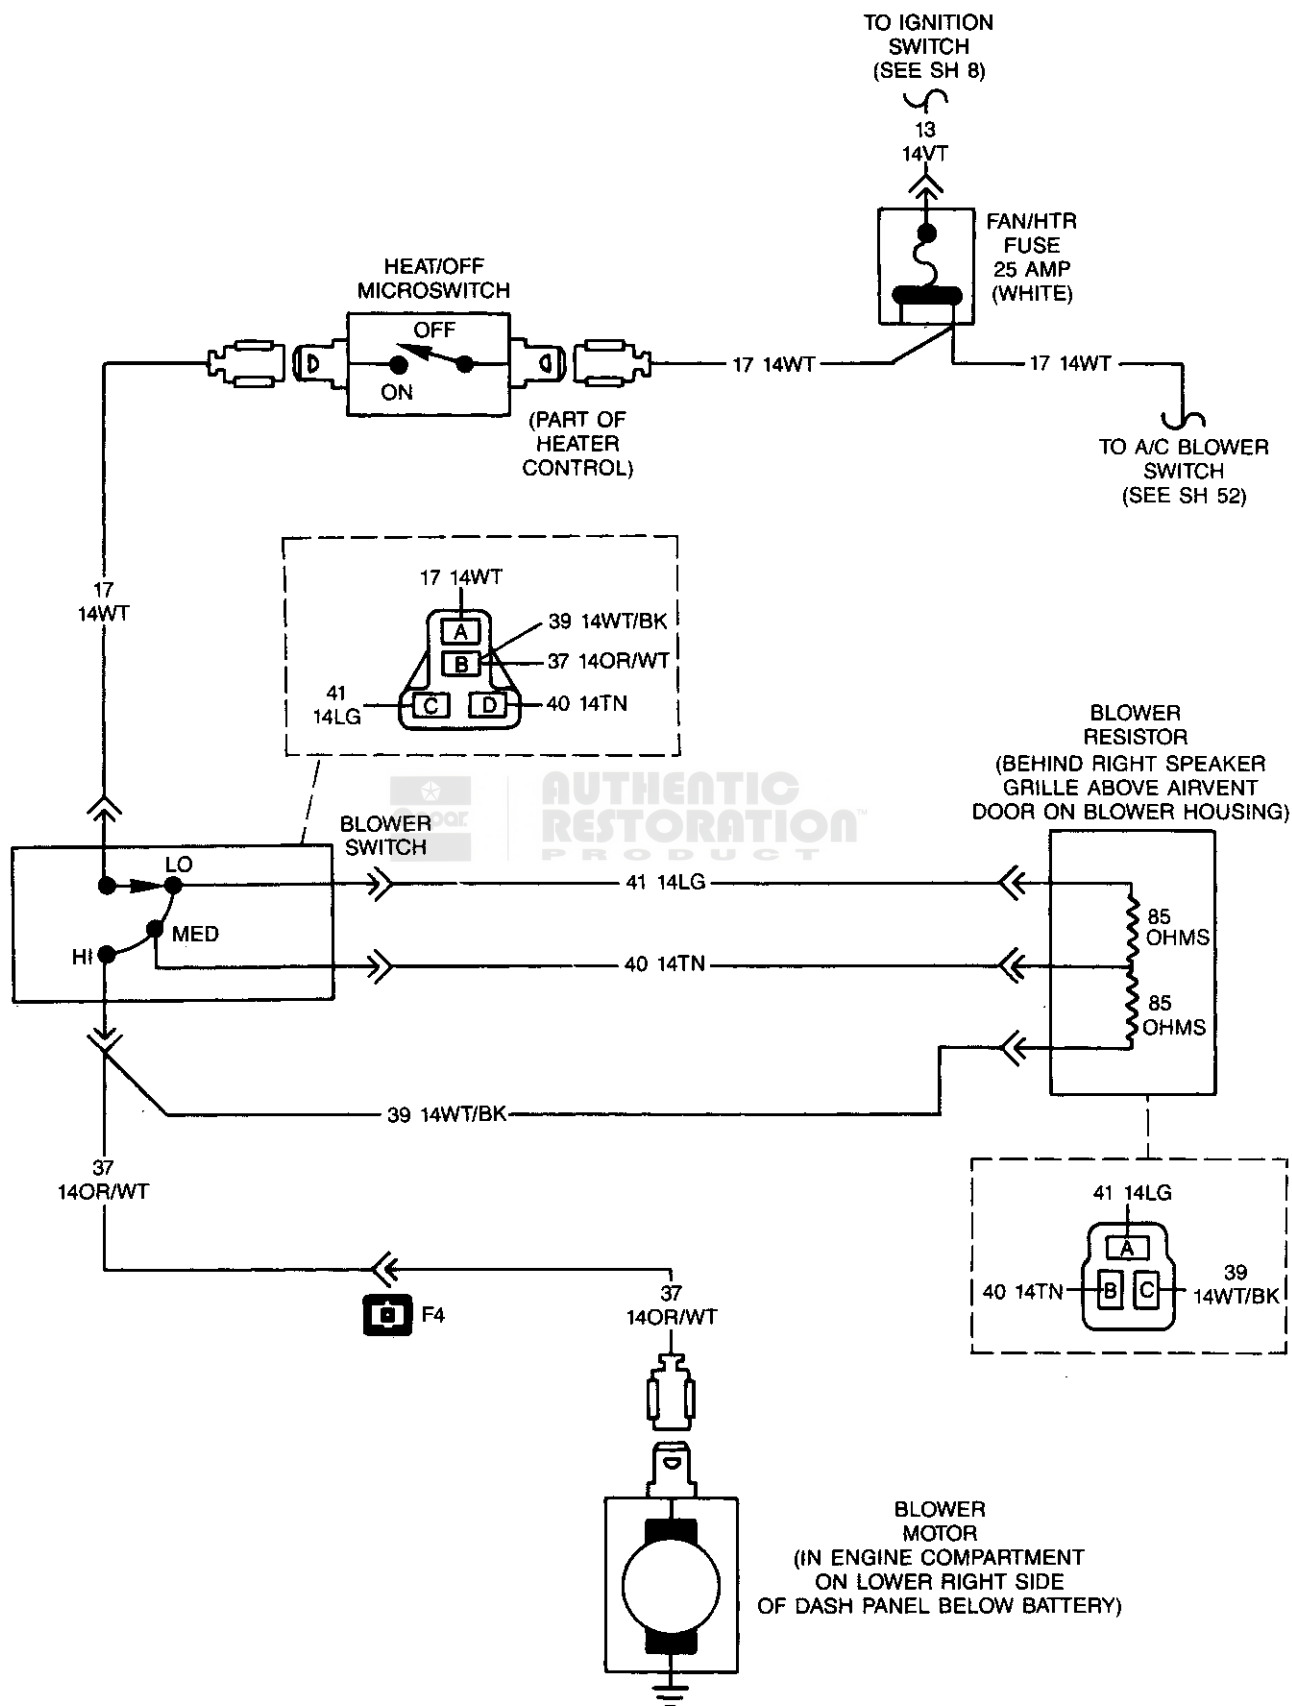 TO IGNITION
SWITCH
(SEE SH 8)
13
14VT
FAN/HTR
FUSE
25 AMP
(WHITE)
HEAT/OFF
MICROSWITCH
OFF
ON
(PART OF
HEATER
CONTROL)
17 14WT
17 14WT
TO A/C BLOWER
SWITCH
(SEE SH 52)
17
14WT
17 14WT
A
39 14WT/BK
B
37 14OR/WT
41
14LG
C
D
40 14TN
BLOWER
RESISTOR
(BEHIND RIGHT SPEAKER
GRILLE ABOVE AIRVENT
DOOR ON BLOWER HOUSING)
Mopar
AUTHENTIC
RESTORATION™
PRODUCT
BLOWER
SWITCH
LO
MED
HI
41 14LG
40 14TN
85
OHMS
85
OHMS
39 14WT/BK
37
14OR/WT
41 14LG
A
40 14TN
B
C
39
14WT/BK
F4
37
14OR/WT
BLOWER
MOTOR
(IN ENGINE COMPARTMENT
ON LOWER RIGHT SIDE
OF DASH PANEL BELOW BATTERY)